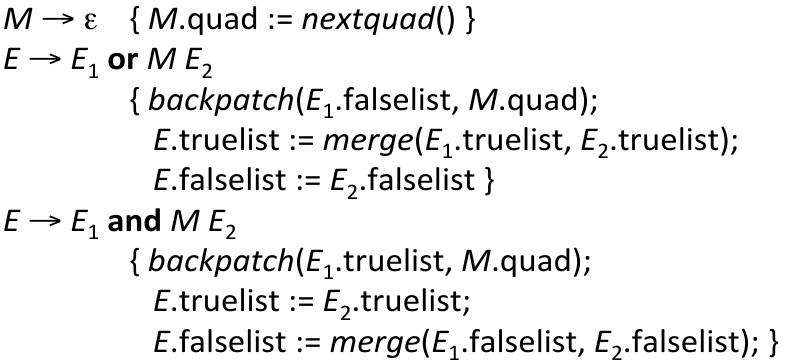 M → ε { M.quad := nextquad() }
E → E₁ or M E₂
{ backpatch(E₁.falselist, M.quad);
E.truelist := merge(E₁.truelist, E₂.truelist);
E.falselist := E₂.falselist }
E → E₁ and M E₂
{ backpatch(E₁.truelist, M.quad);
E.truelist := E₂.truelist;
E.falselist := merge(E₁.falselist, E₂.falselist); }